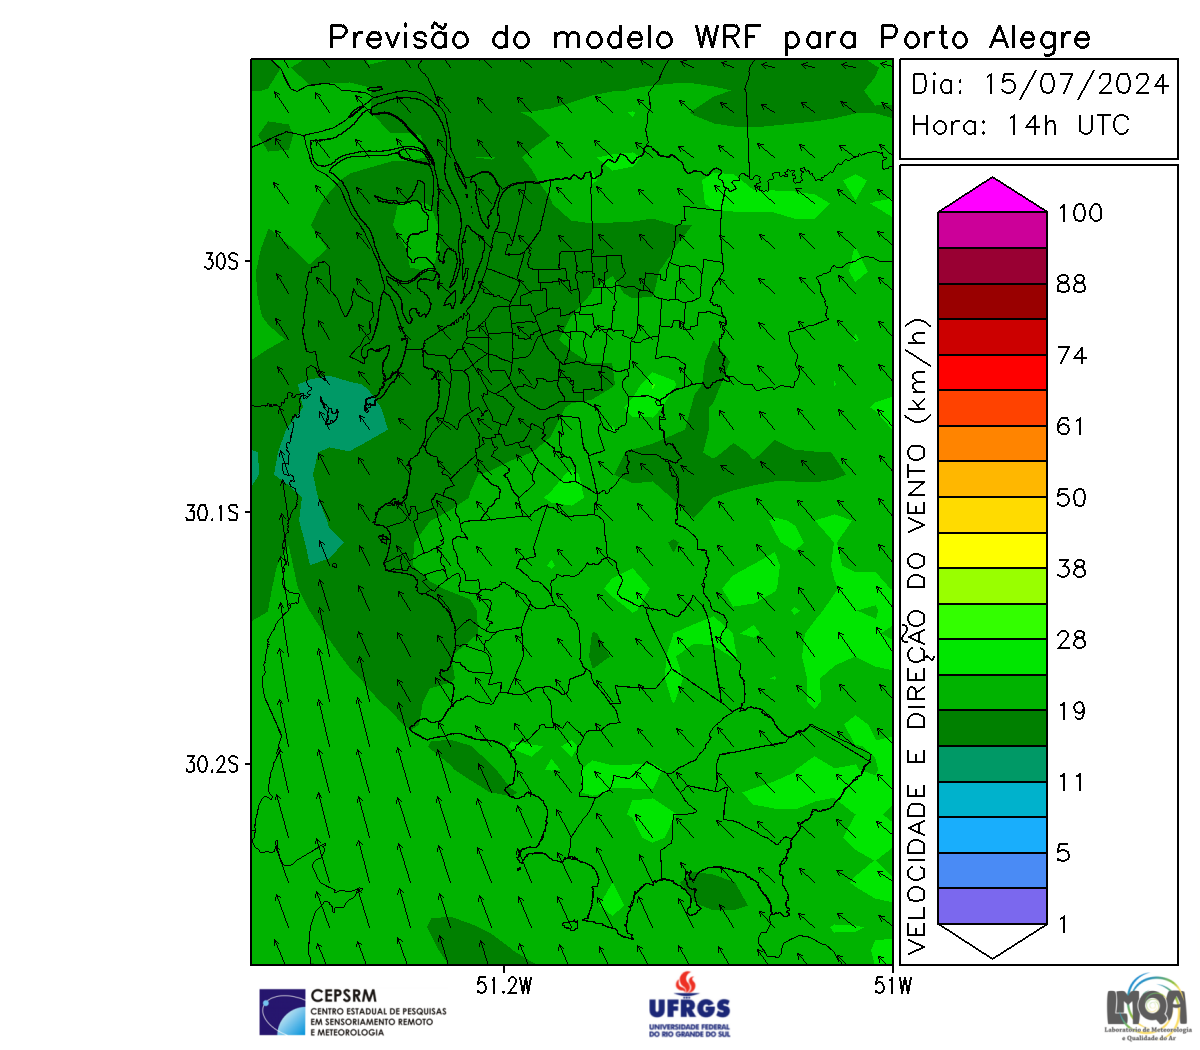 Previsão do modelo WRF para Porto Alegre
Dia: 15/07/2024
Hora: 14h UTC
VELOCIDADE E DIREÇÃO DO VENTO (km/h)
100
88
74
61
50
38
28
19
11
5
1
30S
30.1S
30.2S
51.2W
51W
CEPSRM
CENTRO ESTADUAL DE PESQUISAS
EM SENSORIAMENTO REMOTO
E METEOROLOGIA
UFRGS
UNIVERSIDADE FEDERAL
DO RIO GRANDE DO SUL
LMQA
Laboratório de Meteorologia
e Qualidade do Ar